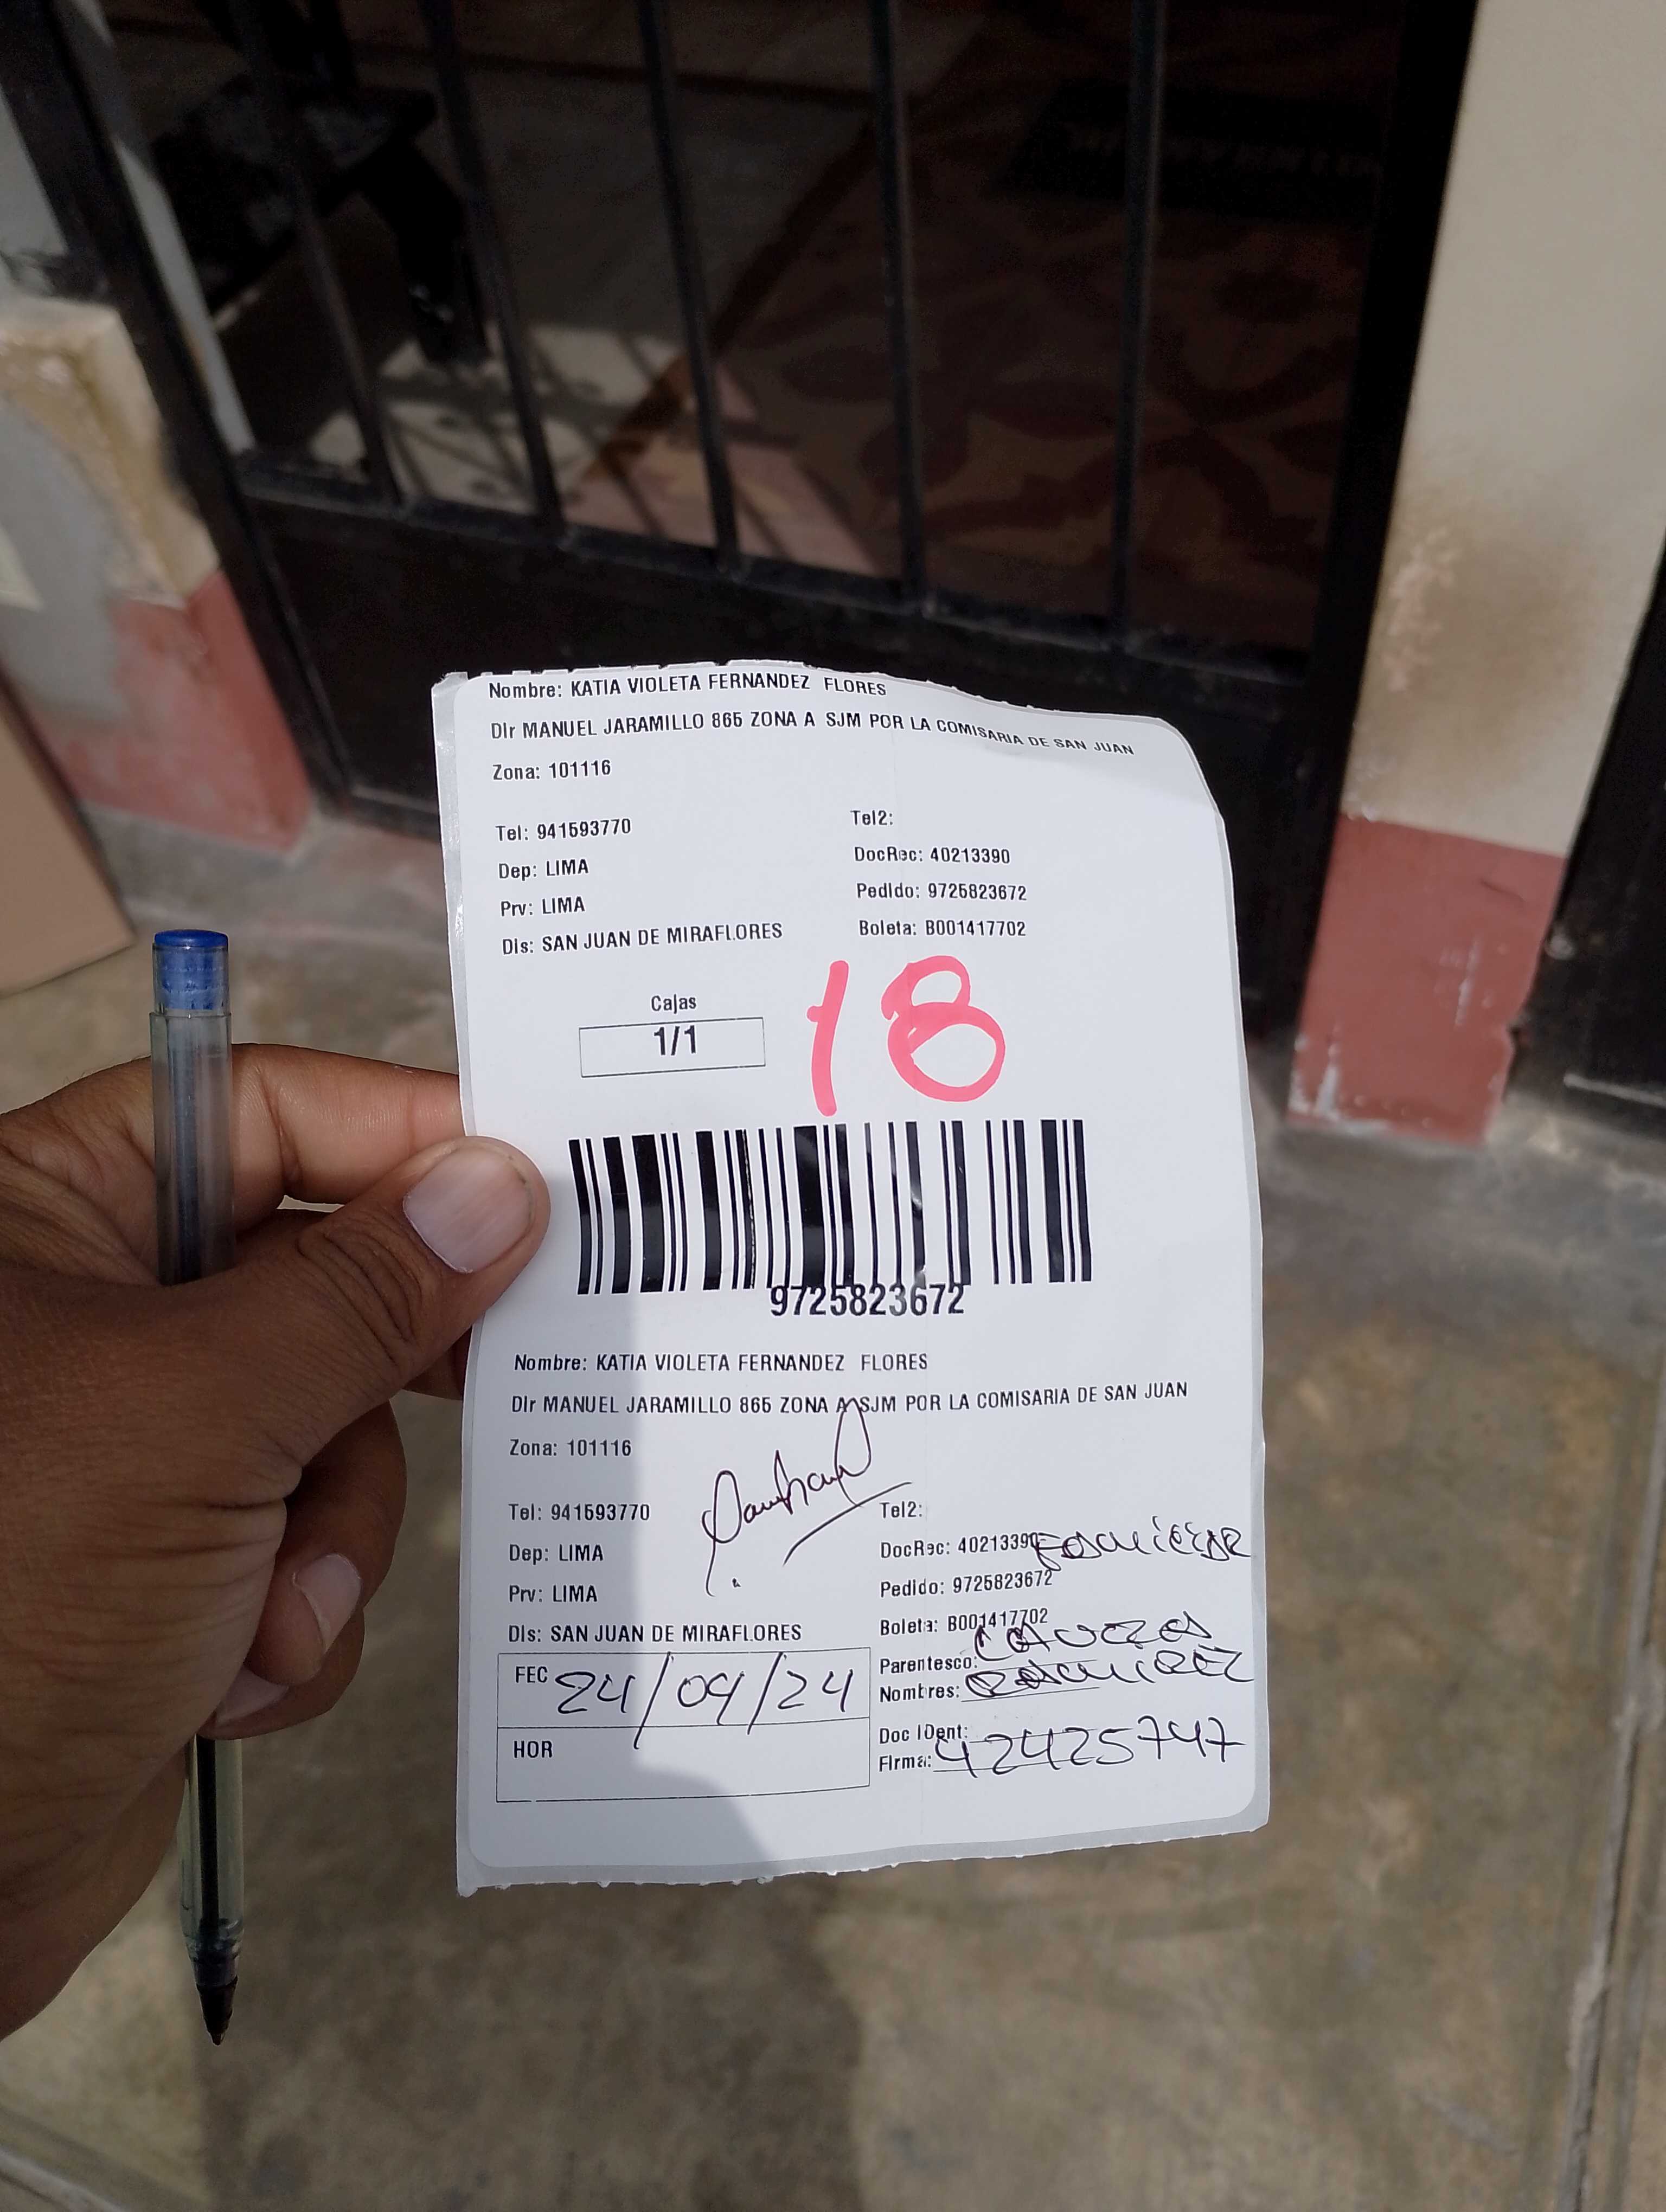 Nombre: KATIA VIOLETA FERNANDEZ FLORES
Dir MANUEL JARAMILLO 865 ZONA A SJM POR LA COMISARIA DE SAN JUAN
Zona: 101116
Tel: 941593770
Tel2:
Dep: LIMA
DocRec: 40213390
Prv: LIMA
Pedido: 9725823672
Dis: SAN JUAN DE MIRAFLORES
Boleta: B001417702
Cajas
1/1
18
9725823672
Nombre: KATIA VIOLETA FERNANDEZ FLORES
Dir MANUEL JARAMILLO 865 ZONA A SJM POR LA COMISARIA DE SAN JUAN
Zona: 101116
Tel: 941593770
Tel2:
Dep: LIMA
DocRec: 40213390 FAMILIAR
Prv: LIMA
Pedido: 9725823672
Dis: SAN JUAN DE MIRAFLORES
Boleta: B001417702
Parentesco:
Nombres: RAMIREZ
FEC 24/09/24
HOR
Doc IDent:
Firma: 42425747